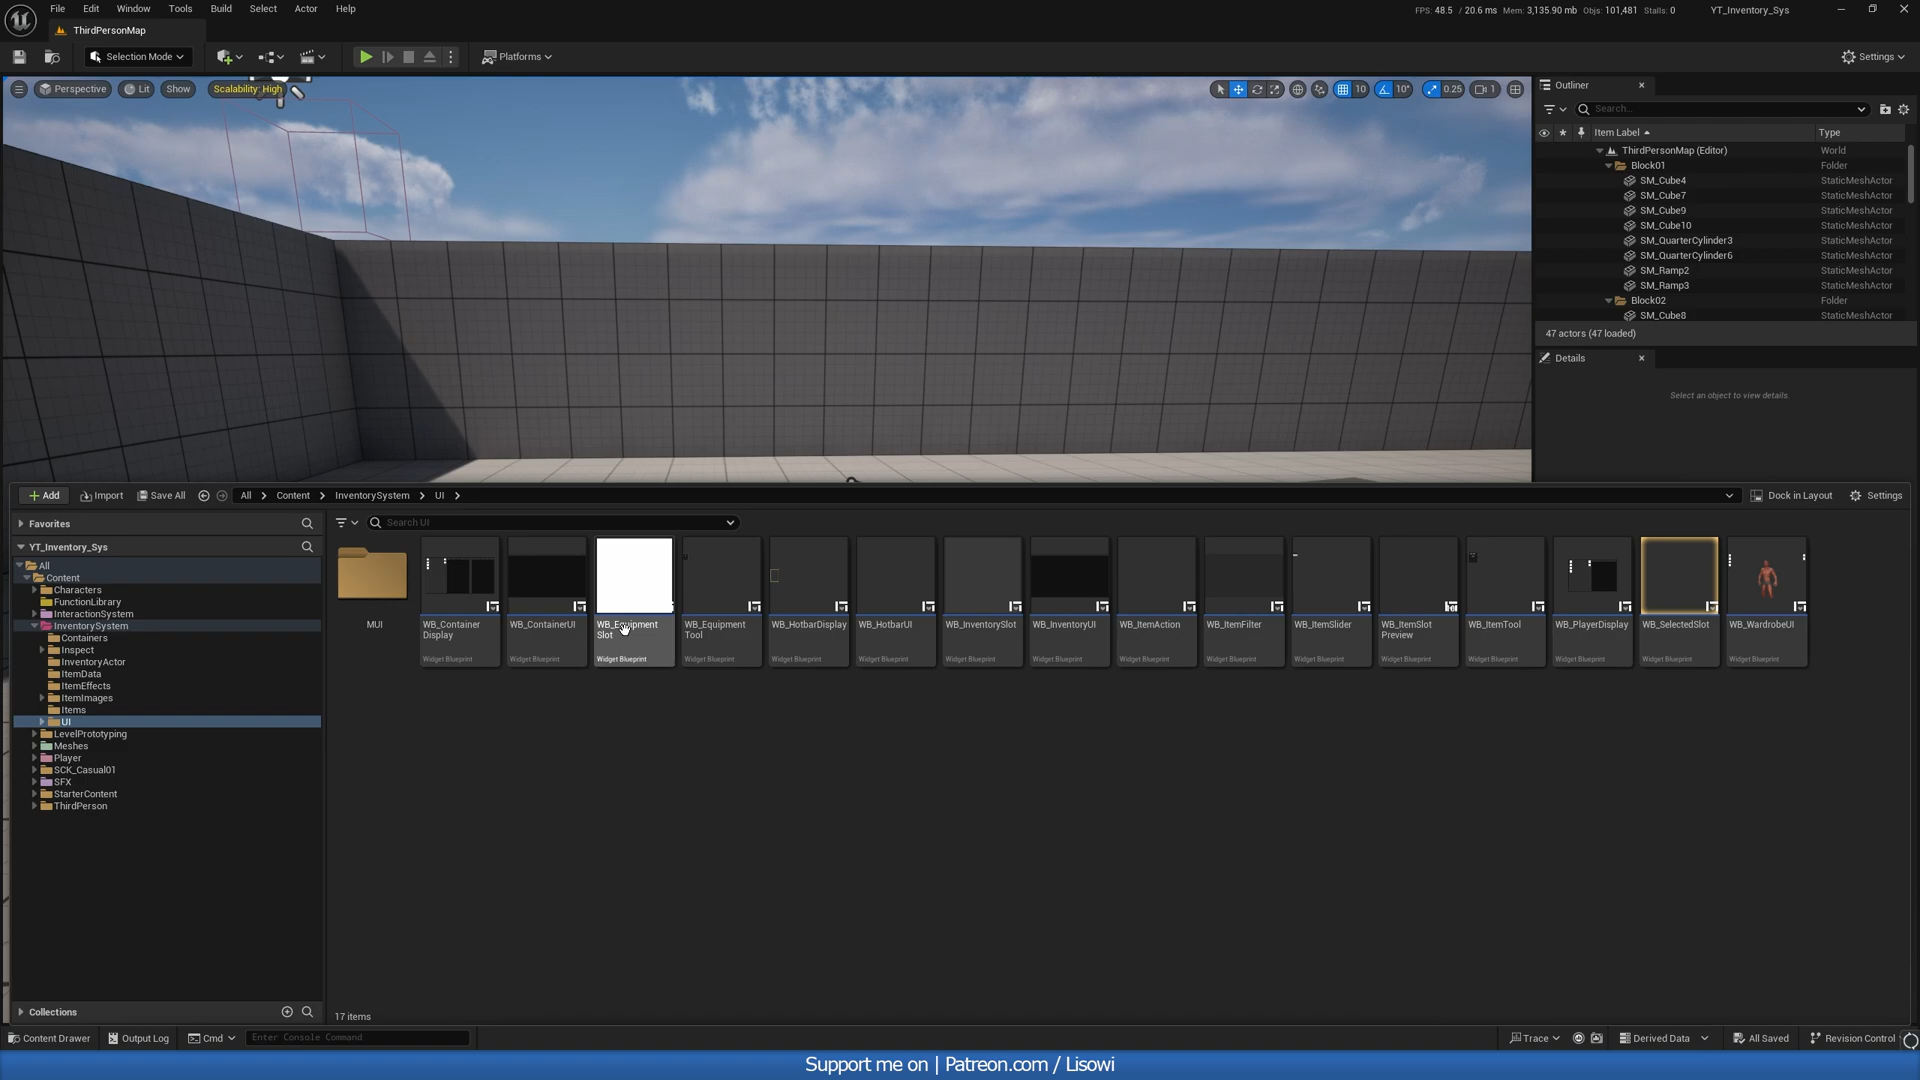 File Edit Window Tools Build Select Actor Help
FPS: 48.5 / 20.6 ms Mem: 3,135.90 mb Objs: 101,481 Stalls: 0 YT_Inventory_Sys
ThirdPersonMap
Selection Mode Platforms Settings
Perspective Lit Show Scalability: High 10 10° 0.25 1
Outliner
Search...
Item Label Type
ThirdPersonMap (Editor) World
Block01 Folder
SM_Cube4 StaticMeshActor
SM_Cube7 StaticMeshActor
SM_Cube9 StaticMeshActor
SM_Cube10 StaticMeshActor
SM_QuarterCylinder3 StaticMeshActor
SM_QuarterCylinder6 StaticMeshActor
SM_Ramp2 StaticMeshActor
SM_Ramp3 StaticMeshActor
Block02 Folder
SM_Cube8 StaticMeshActor
47 actors (47 loaded)
Details
Select an object to view details.
Add Import Save All All Content InventorySystem UI Dock in Layout Settings
Favorites
YT_Inventory_Sys
All
Content
Characters
FunctionLibrary
InteractionSystem
InventorySystem
Containers
Inspect
InventoryActor
ItemData
ItemEffects
ItemImages
Items
UI
LevelPrototyping
Meshes
Player
SCK_Casual01
SFX
StarterContent
ThirdPerson
Collections
Search UI
MUI
WB_Container
Display
Widget Blueprint
WB_ContainerUI
Widget Blueprint
WB_Equipment
Slot
Widget Blueprint
WB_Equipment
Tool
Widget Blueprint
WB_HotbarDisplay
Widget Blueprint
WB_HotbarUI
Widget Blueprint
WB_InventorySlot
Widget Blueprint
WB_InventoryUI
Widget Blueprint
WB_ItemAction
Widget Blueprint
WB_ItemFilter
Widget Blueprint
WB_ItemSlider
Widget Blueprint
WB_ItemSlot
Preview
Widget Blueprint
WB_ItemTool
Widget Blueprint
WB_PlayerDisplay
Widget Blueprint
WB_SelectedSlot
Widget Blueprint
WB_WardrobeUI
Widget Blueprint
17 items
Content Drawer Output Log Cmd Enter Console Command Trace Derived Data All Saved Revision Control
Support me on | Patreon.com / Lisowi